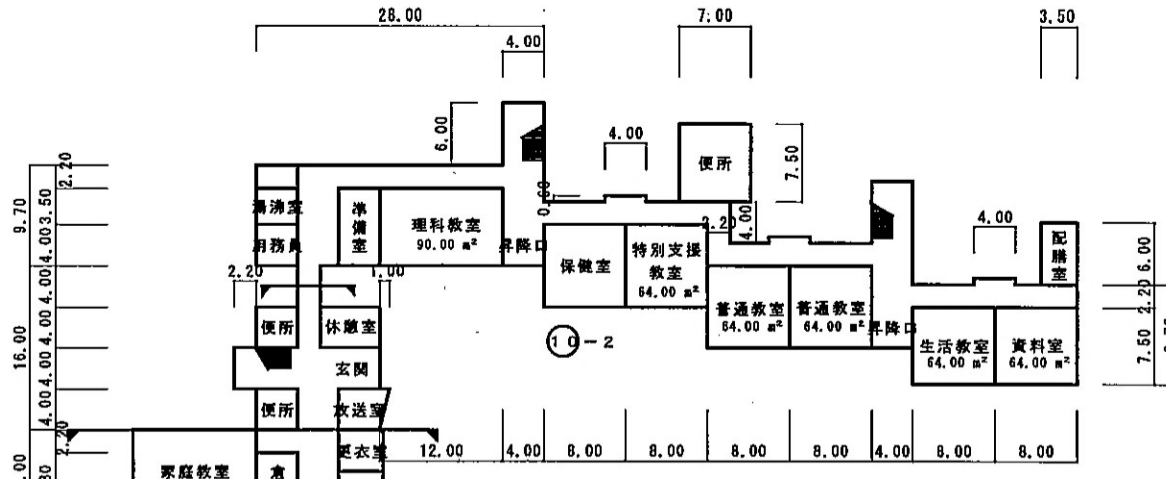 28.00
7.00
3.50
4.00
6.00
4.00
便所
7.50
2.20
0.60
湯沸室
準備室
理科教室
90.00 ㎡
昇降口
2.20
4.00
4.00
配膳室
9.70
3.50
4.00
用務員
保健室
特別支援
教室
64.00 ㎡
6.00
2.20
1.00
4.00
2.20
便所
休憩室
普通教室
64.00 ㎡
普通教室
64.00 ㎡
昇降口
10-2
生活教室
64.00 ㎡
資料室
64.00 ㎡
7.50
16.00
4.00
4.00
玄関
4.00
便所
放送室
2.20
更衣室
12.00
4.00
8.00
8.00
8.00
8.00
4.00
8.00
8.00
家庭教室
倉